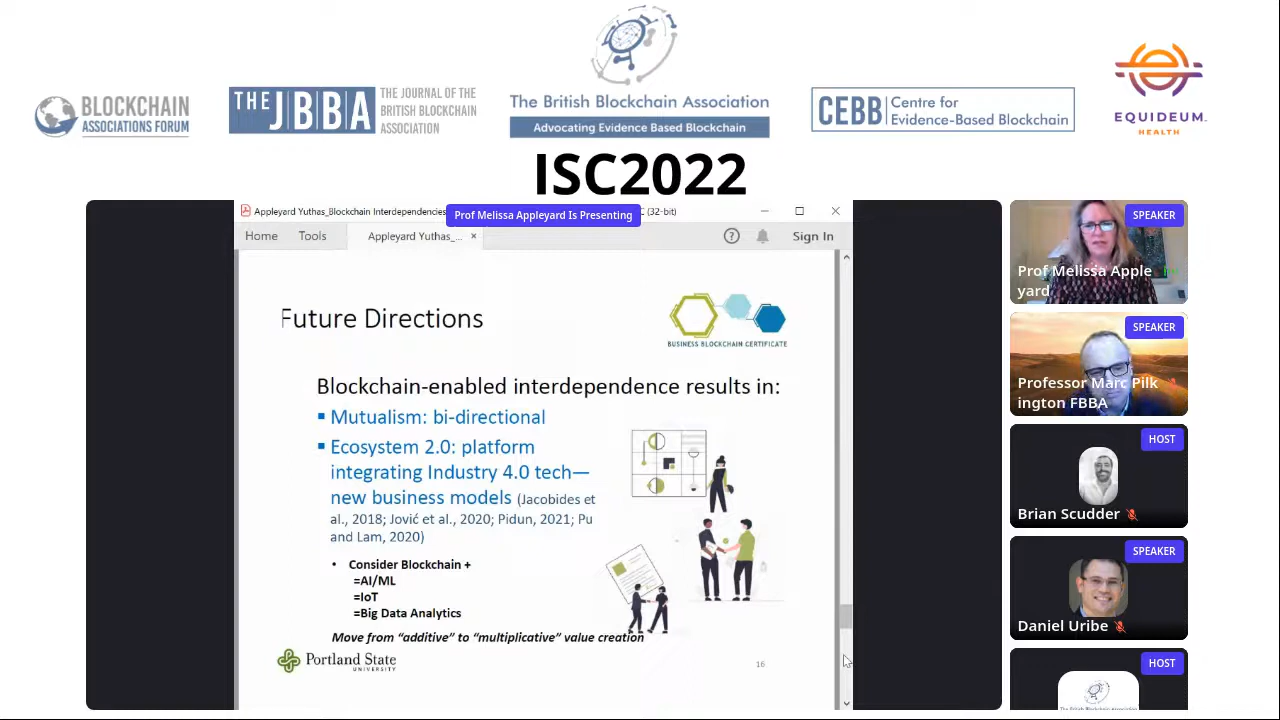 BLOCKCHAIN
ASSOCIATIONS FORUM
THE JBBA
THE JOURNAL OF THE
BRITISH BLOCKCHAIN
ASSOCIATION
The British Blockchain Association
Advocating Evidence Based Blockchain
CEBB
Centre for
Evidence-Based Blockchain
EQUIDEUM
HEALTH
ISC2022
Appleyard Yuthas_Blockchain Interdependencies
Prof Melissa Appleyard Is Presenting
C (32-bit)
Home
Tools
Appleyard Yuthas_...
×
?
Sign In
Future Directions
BUSINESS BLOCKCHAIN CERTIFICATE
Blockchain-enabled interdependence results in:
▪ Mutualism: bi-directional
▪ Ecosystem 2.0: platform
integrating Industry 4.0 tech—
new business models (Jacobides et
al., 2018; Jović et al., 2020; Pidun, 2021; Pu
and Lam, 2020)
• Consider Blockchain +
=AI/ML
=IoT
=Big Data Analytics
Move from “additive” to “multiplicative” value creation
Portland State
UNIVERSITY
16
SPEAKER
Prof Melissa Apple
yard
SPEAKER
Professor Marc Pilk
ington FBBA
HOST
Brian Scudder
SPEAKER
Daniel Uribe
HOST